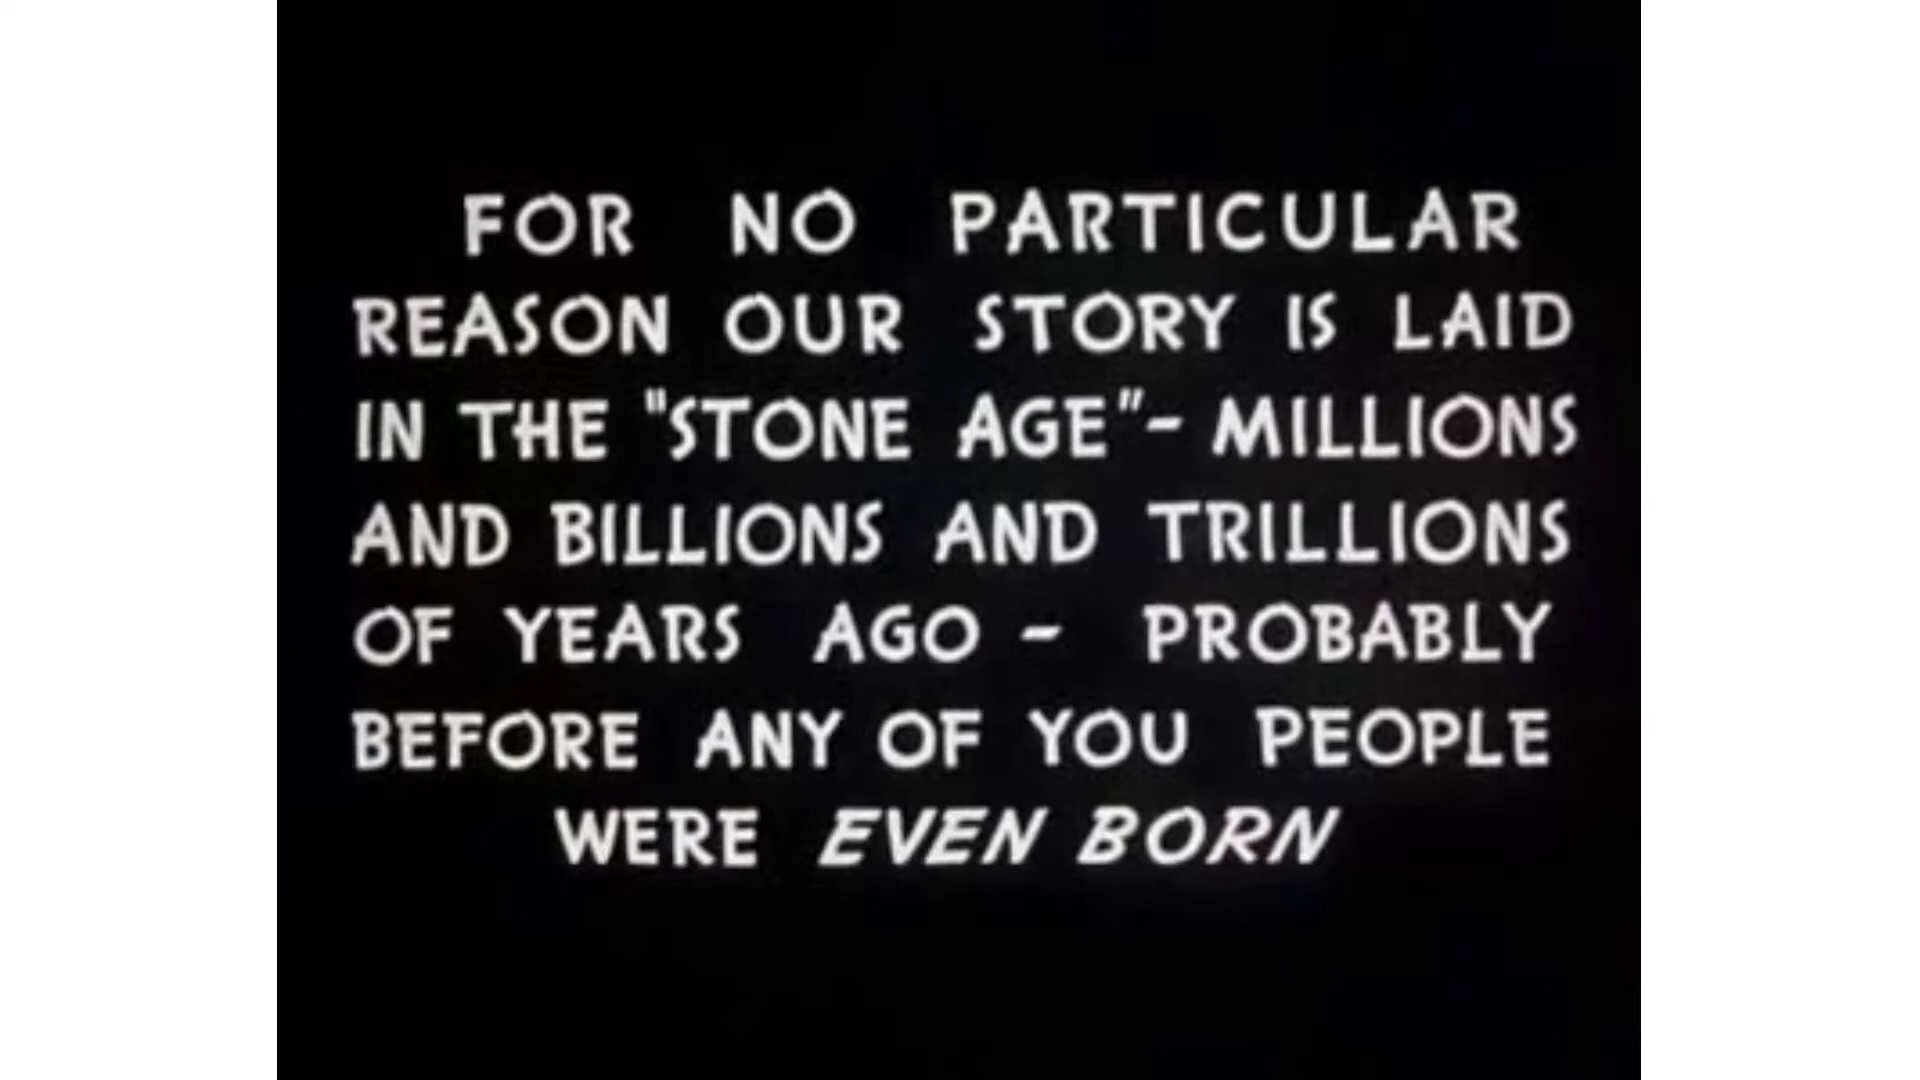 FOR NO PARTICULAR
REASON OUR STORY IS LAID
IN THE "STONE AGE"- MILLIONS
AND BILLIONS AND TRILLIONS
OF YEARS AGO - PROBABLY
BEFORE ANY OF YOU PEOPLE
WERE EVEN BORN